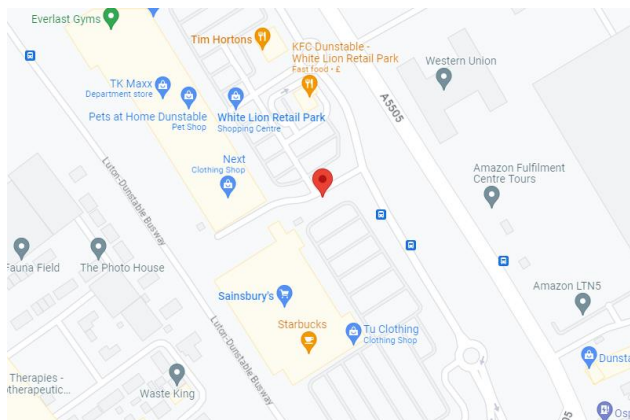 Everlast Gyms
Tim Hortons
KFC Dunstable -
White Lion Retail Park
Fast food • £
Western Union
TK Maxx
Department store
A5505
Pets at Home Dunstable
Pet Shop
White Lion Retail Park
Shopping Centre
Next
Clothing Shop
Amazon Fulfilment
Centre Tours
Luton-Dunstable Busway
Fauna Field
The Photo House
Sainsbury's
Amazon LTN5
Starbucks
Tu Clothing
Clothing Shop
Luton-Dunstable Busway
Dunsta
Therapies -
otherapeutic...
Waste King
05
Osp